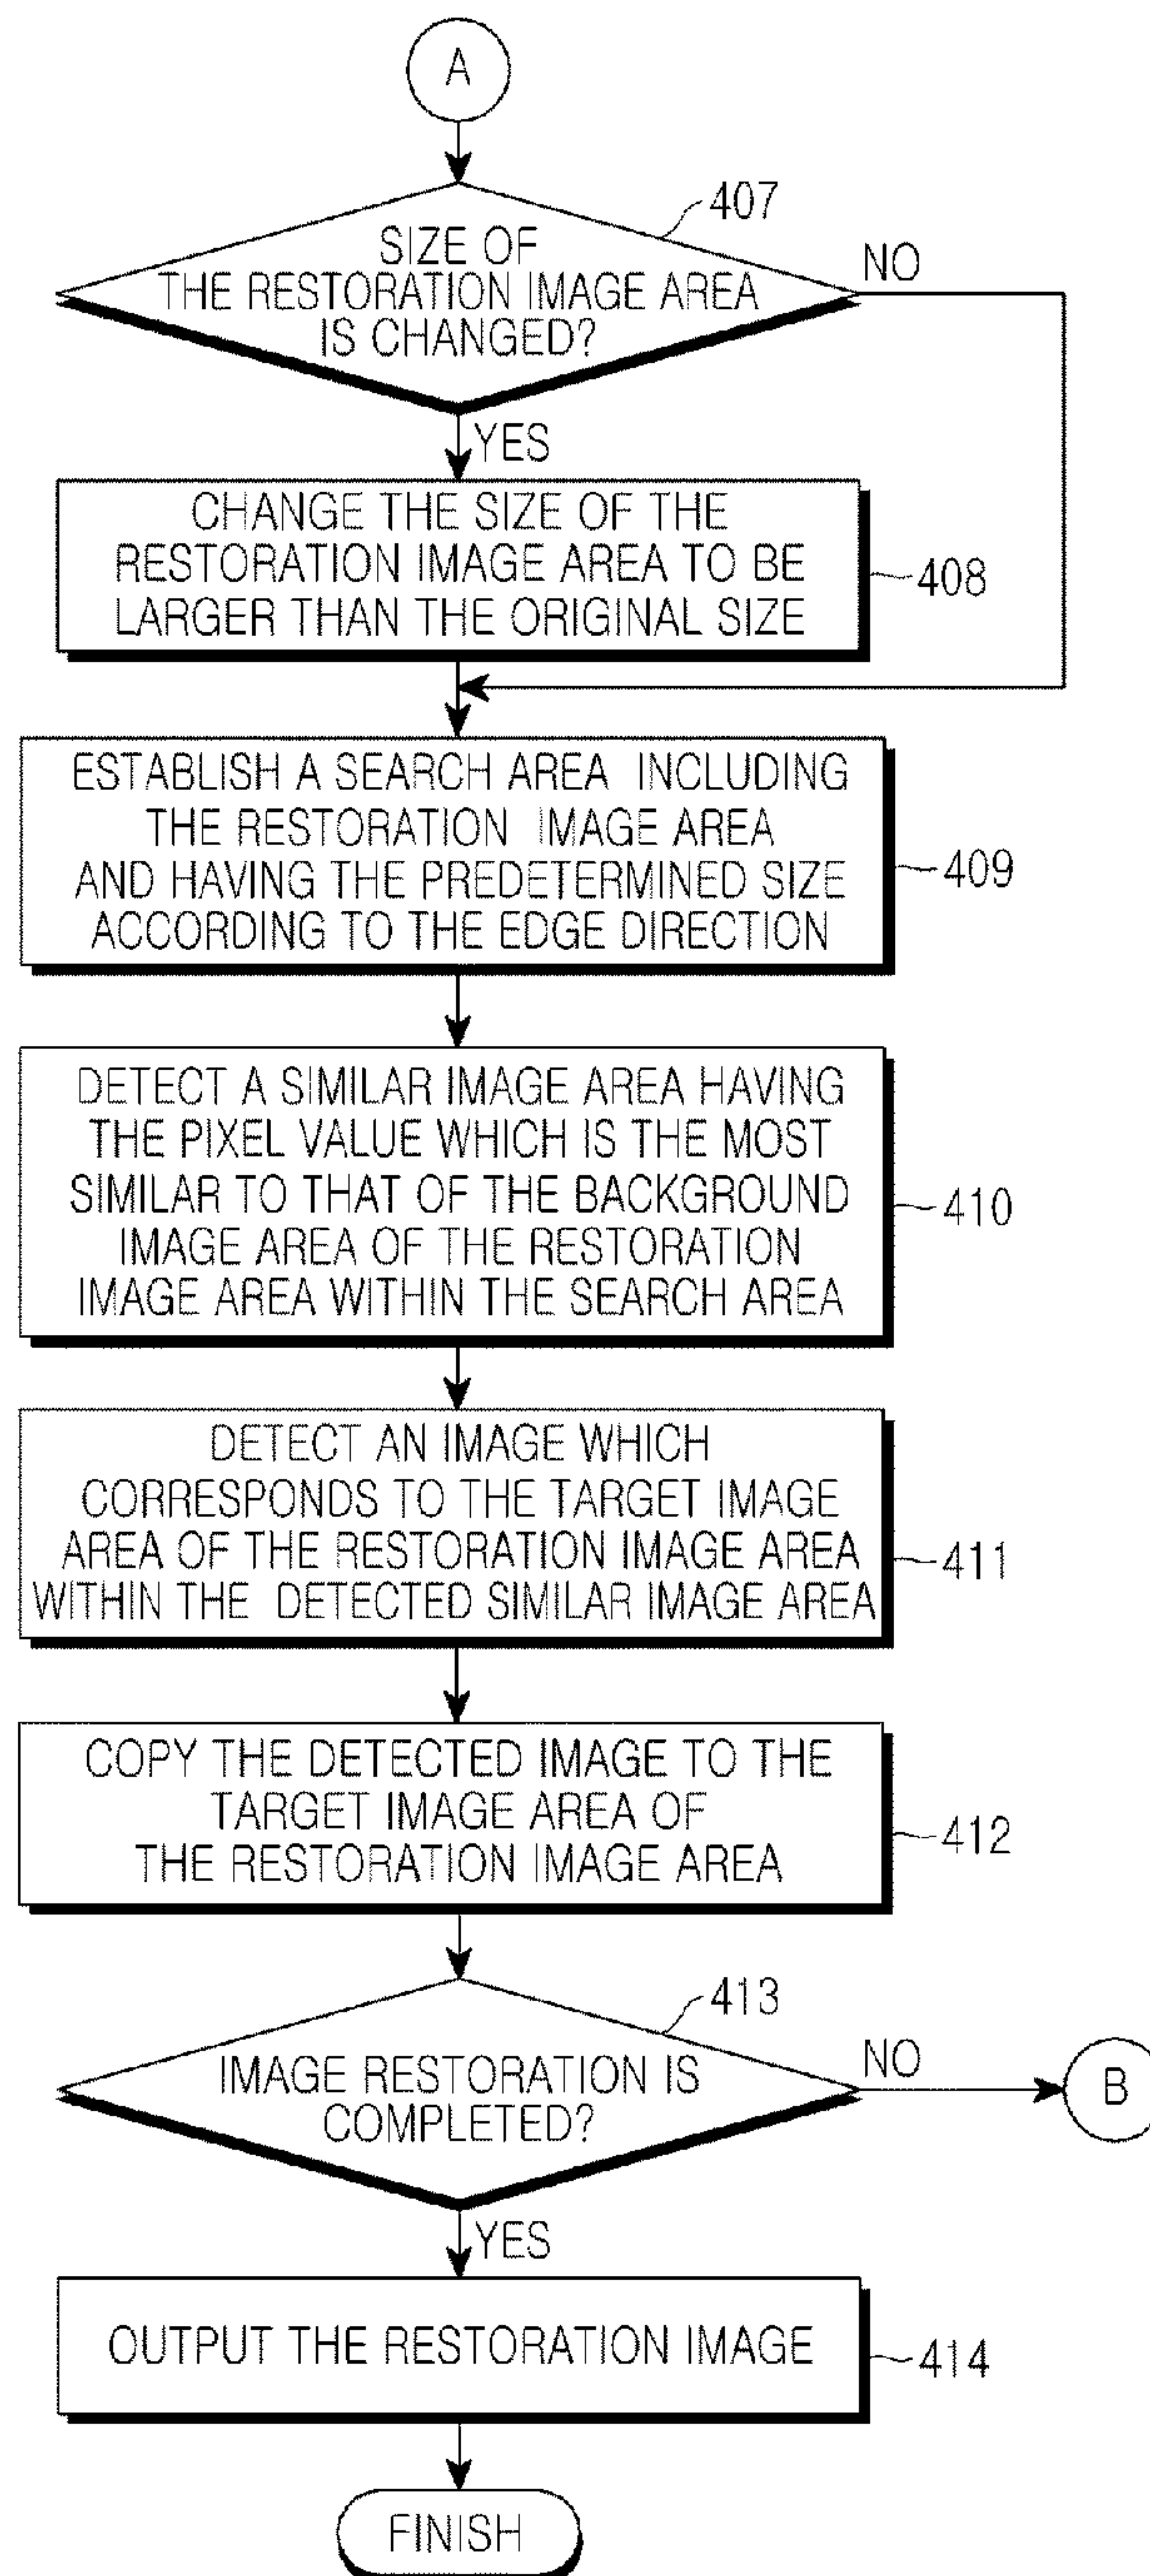 A
407
SIZE OF
THE RESTORATION IMAGE AREA
IS CHANGED?
NO
YES
CHANGE THE SIZE OF THE
RESTORATION IMAGE AREA TO BE
LARGER THAN THE ORIGINAL SIZE
408
ESTABLISH A SEARCH AREA INCLUDING
THE RESTORATION IMAGE AREA
AND HAVING THE PREDETERMINED SIZE
ACCORDING TO THE EDGE DIRECTION
409
DETECT A SIMILAR IMAGE AREA HAVING
THE PIXEL VALUE WHICH IS THE MOST
SIMILAR TO THAT OF THE BACKGROUND
IMAGE AREA OF THE RESTORATION
IMAGE AREA WITHIN THE SEARCH AREA
410
DETECT AN IMAGE WHICH
CORRESPONDS TO THE TARGET IMAGE
AREA OF THE RESTORATION IMAGE AREA
WITHIN THE DETECTED SIMILAR IMAGE AREA
411
COPY THE DETECTED IMAGE TO THE
TARGET IMAGE AREA OF
THE RESTORATION IMAGE AREA
412
413
IMAGE RESTORATION IS
COMPLETED?
NO
B
YES
OUTPUT THE RESTORATION IMAGE
414
FINISH